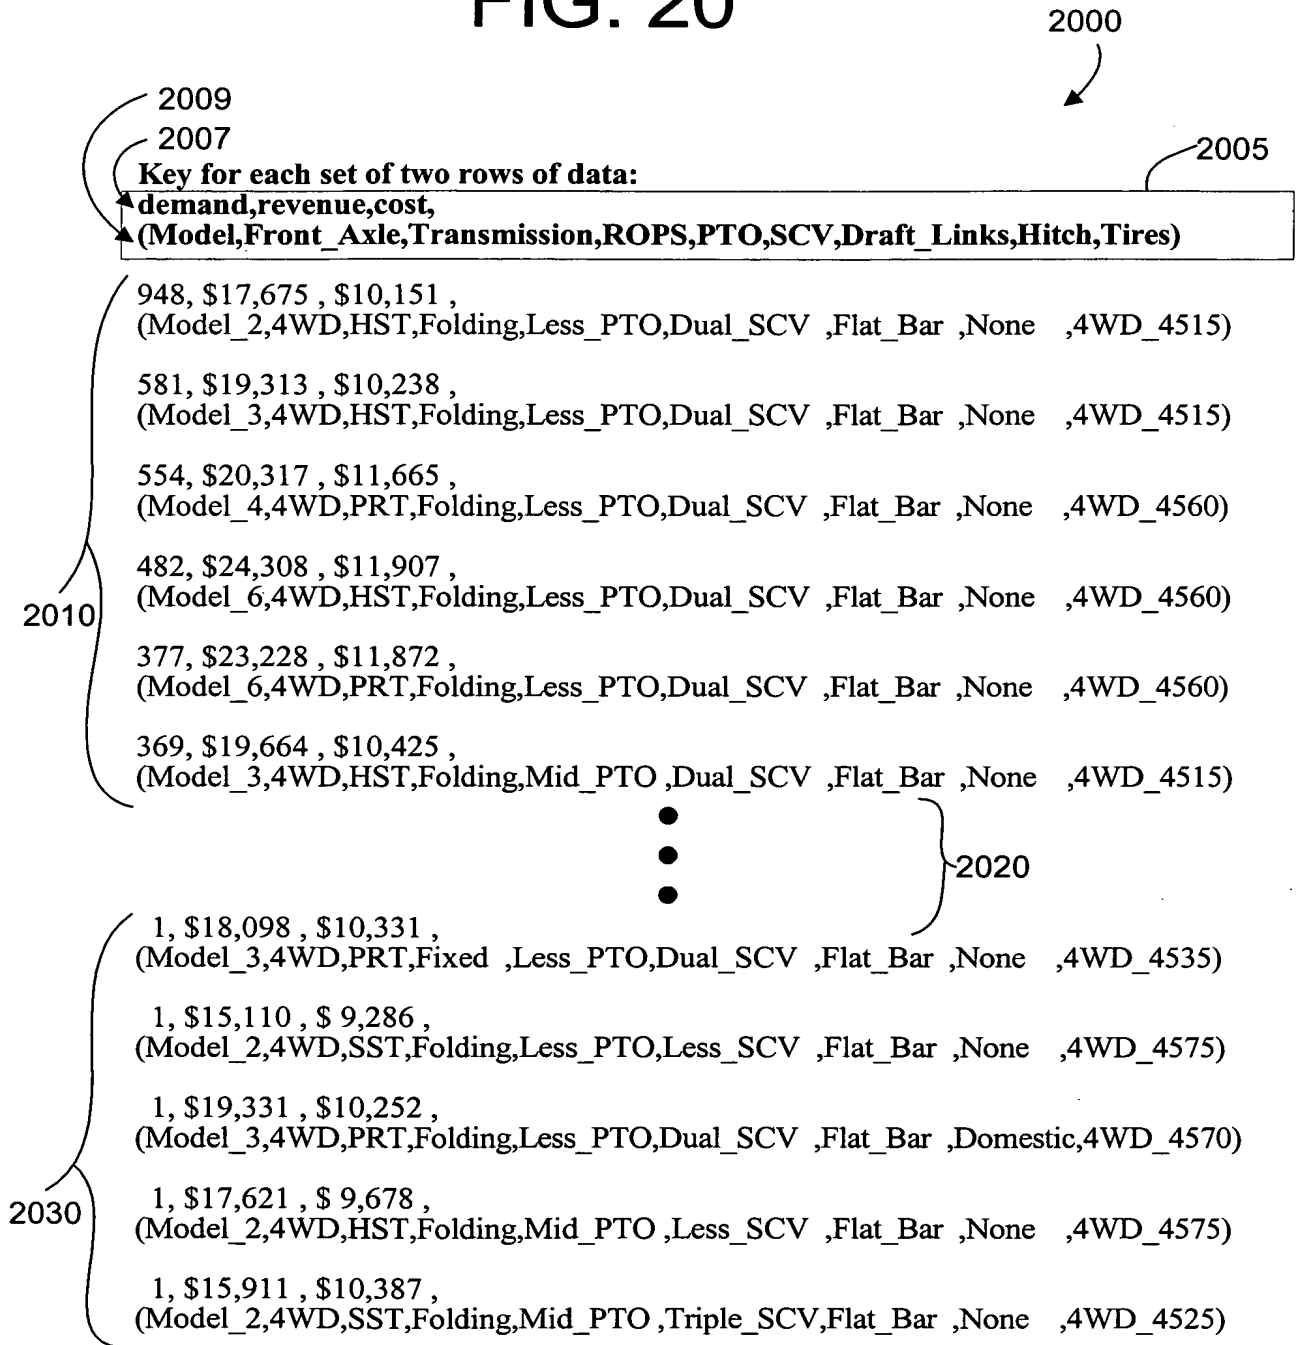 FIG. 20
2000
2009
2007
2005
Key for each set of two rows of data:
demand,revenue,cost,
(Model,Front_Axle,Transmission,ROPS,PTO,SCV,Draft_Links,Hitch,Tires)
948, $17,675 , $10,151 ,
(Model_2,4WD,HST,Folding,Less_PTO,Dual_SCV ,Flat_Bar ,None ,4WD_4515)
581, $19,313 , $10,238 ,
(Model_3,4WD,HST,Folding,Less_PTO,Dual_SCV ,Flat_Bar ,None ,4WD_4515)
554, $20,317 , $11,665 ,
(Model_4,4WD,PRT,Folding,Less_PTO,Dual_SCV ,Flat_Bar ,None ,4WD_4560)
482, $24,308 , $11,907 ,
(Model_6,4WD,HST,Folding,Less_PTO,Dual_SCV ,Flat_Bar ,None ,4WD_4560)
2010
377, $23,228 , $11,872 ,
(Model_6,4WD,PRT,Folding,Less_PTO,Dual_SCV ,Flat_Bar ,None ,4WD_4560)
369, $19,664 , $10,425 ,
(Model_3,4WD,HST,Folding,Mid_PTO ,Dual_SCV ,Flat_Bar ,None ,4WD_4515)
2020
1, $18,098 , $10,331 ,
(Model_3,4WD,PRT,Fixed ,Less_PTO,Dual_SCV ,Flat_Bar ,None ,4WD_4535)
1, $15,110 , $ 9,286 ,
(Model_2,4WD,SST,Folding,Less_PTO,Less_SCV ,Flat_Bar ,None ,4WD_4575)
1, $19,331 , $10,252 ,
(Model_3,4WD,PRT,Folding,Less_PTO,Dual_SCV ,Flat_Bar ,Domestic,4WD_4570)
2030
1, $17,621 , $ 9,678 ,
(Model_2,4WD,HST,Folding,Mid_PTO ,Less_SCV ,Flat_Bar ,None ,4WD_4575)
1, $15,911 , $10,387 ,
(Model_2,4WD,SST,Folding,Mid_PTO ,Triple_SCV,Flat_Bar ,None ,4WD_4525)